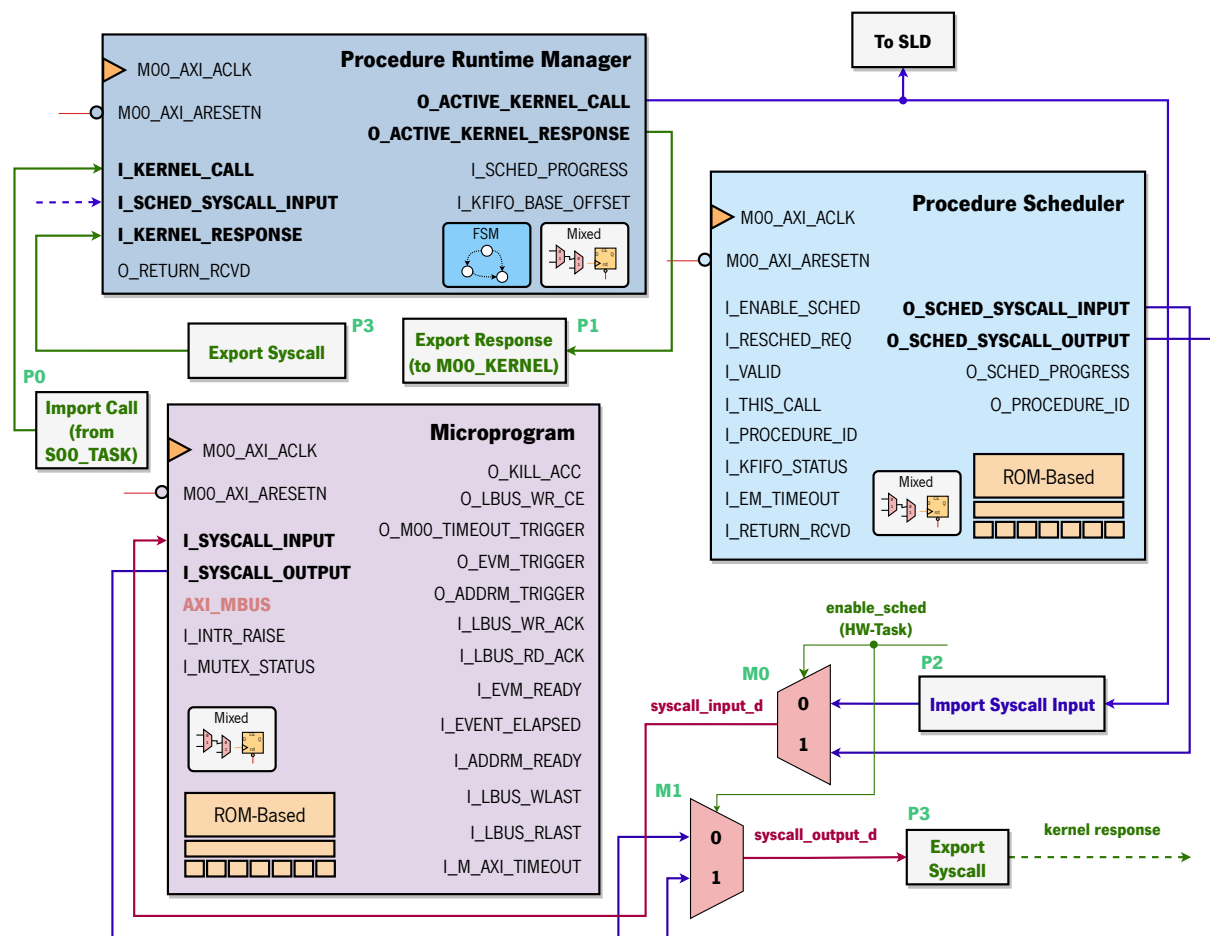 To SLD
Procedure Runtime Manager
M00_AXI_ACLK
M00_AXI_ARESETN
O_ACTIVE_KERNEL_CALL
O_ACTIVE_KERNEL_RESPONSE
I_KERNEL_CALL
I_SCHED_PROGRESS
I_SCHED_SYSCALL_INPUT
I_KFIFO_BASE_OFFSET
I_KERNEL_RESPONSE
O_RETURN_RCVD
FSM
Mixed
Procedure Scheduler
M00_AXI_ACLK
M00_AXI_ARESETN
I_ENABLE_SCHED
O_SCHED_SYSCALL_INPUT
I_RESCHED_REQ
O_SCHED_SYSCALL_OUTPUT
I_VALID
O_SCHED_PROGRESS
I_THIS_CALL
O_PROCEDURE_ID
I_PROCEDURE_ID
I_KFIFO_STATUS
I_EM_TIMEOUT
I_RETURN_RCVD
Mixed
ROM-Based
P3
Export Syscall
P1
Export Response
(to M00_KERNEL)
P0
Import Call
(from
S00_TASK)
Microprogram
M00_AXI_ACLK
M00_AXI_ARESETN
O_KILL_ACC
O_LBUS_WR_CE
O_M00_TIMEOUT_TRIGGER
I_SYSCALL_INPUT
O_EVM_TRIGGER
I_SYSCALL_OUTPUT
O_ADDRM_TRIGGER
AXI_MBUS
I_LBUS_WR_ACK
I_INTR_RAISE
I_LBUS_RD_ACK
I_MUTEX_STATUS
I_EVM_READY
I_EVENT_ELAPSED
I_ADDRM_READY
I_LBUS_WLAST
I_LBUS_RLAST
I_M_AXI_TIMEOUT
Mixed
ROM-Based
enable_sched
(HW-Task)
M0
0
1
syscall_input_d
P2
Import Syscall Input
M1
0
1
syscall_output_d
P3
Export
Syscall
kernel response